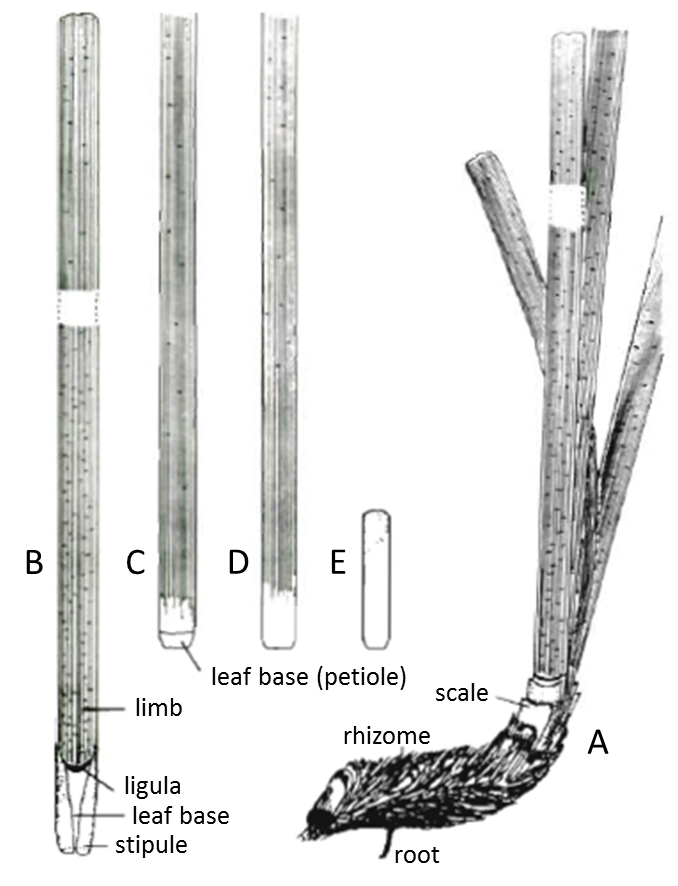 B
C
D
E
leaf base (petiole)
limb
scale
A
rhizome
ligula
leaf base
stipule
root